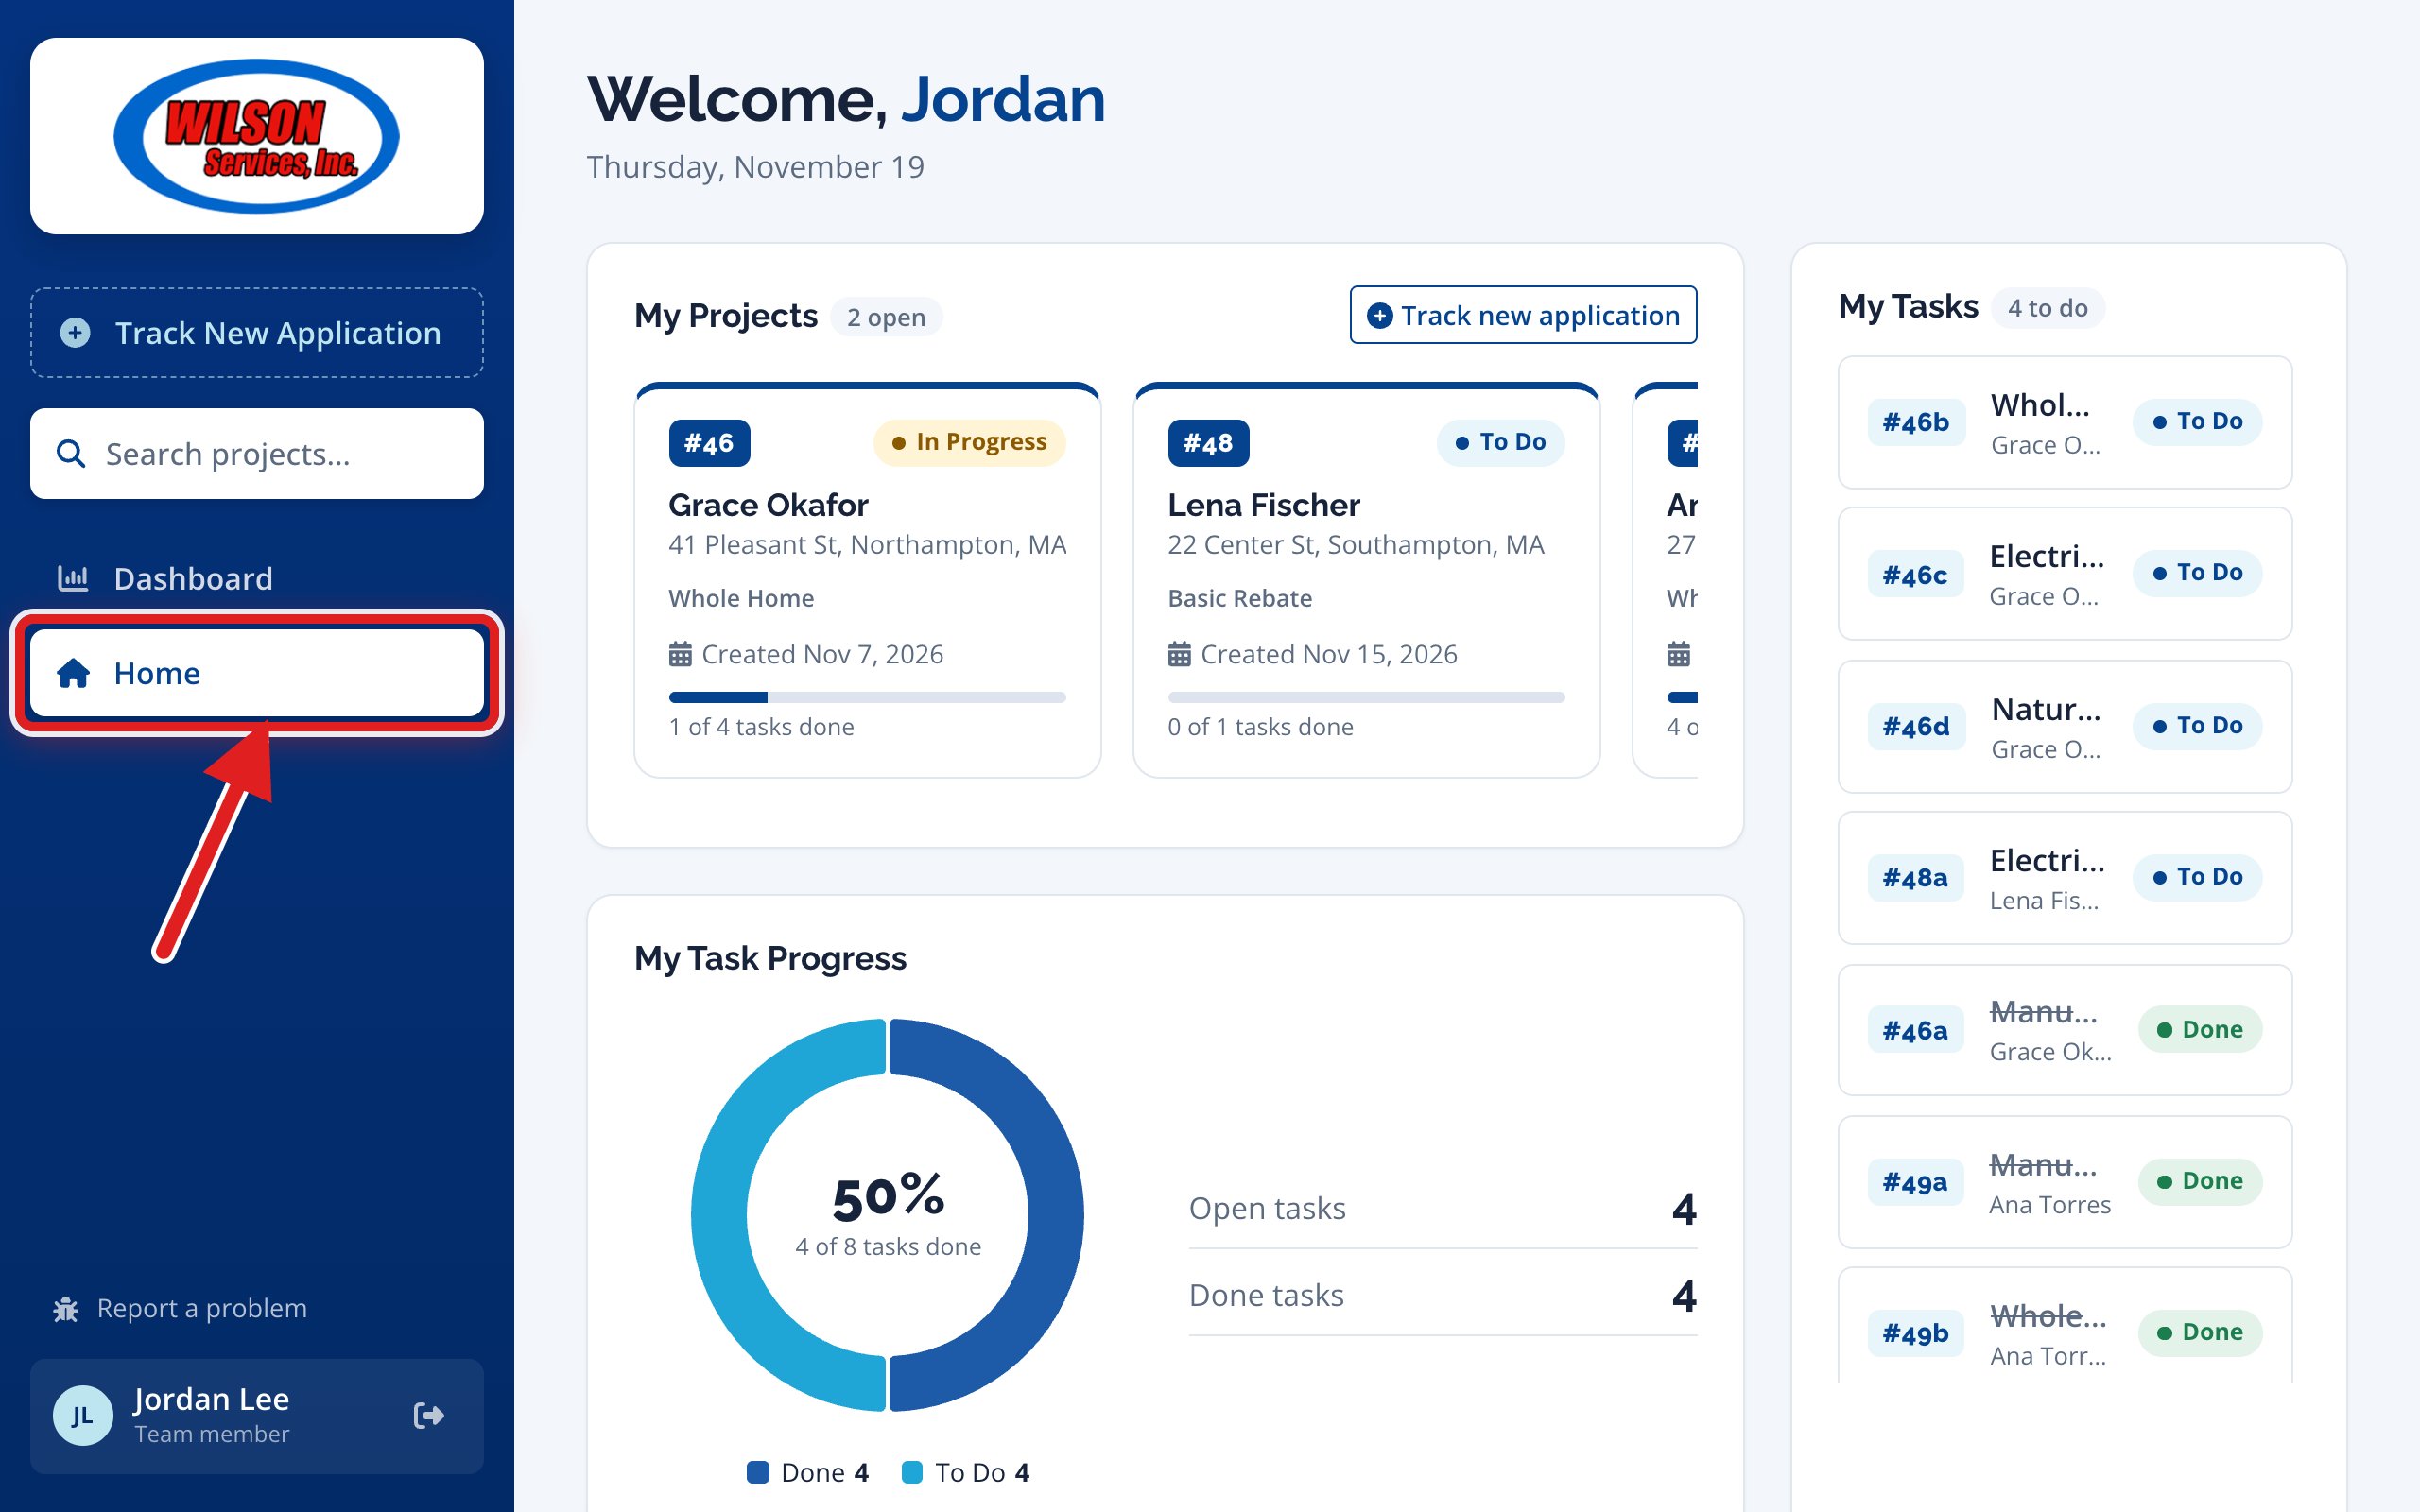 WILSON
Services, Inc.
Track New Application
Search projects...
Dashboard
Home
Report a problem
JL
Jordan Lee
Team member
Welcome, Jordan
Thursday, November 19
My Projects 2 open
Track new application
#46 In Progress
Grace Okafor
41 Pleasant St, Northampton, MA
Whole Home
Created Nov 7, 2026
1 of 4 tasks done
#48 To Do
Lena Fischer
22 Center St, Southampton, MA
Basic Rebate
Created Nov 15, 2026
0 of 1 tasks done
#
Ar
27
Wh
4 o
My Task Progress
50%
4 of 8 tasks done
Done 4 To Do 4
Open tasks 4
Done tasks 4
My Tasks 4 to do
#46b Whol... To Do
Grace O...
#46c Electri... To Do
Grace O...
#46d Natur... To Do
Grace O...
#48a Electri... To Do
Lena Fis...
#46a Manu... Done
Grace Ok...
#49a Manu... Done
Ana Torres
#49b Whole... Done
Ana Torr...